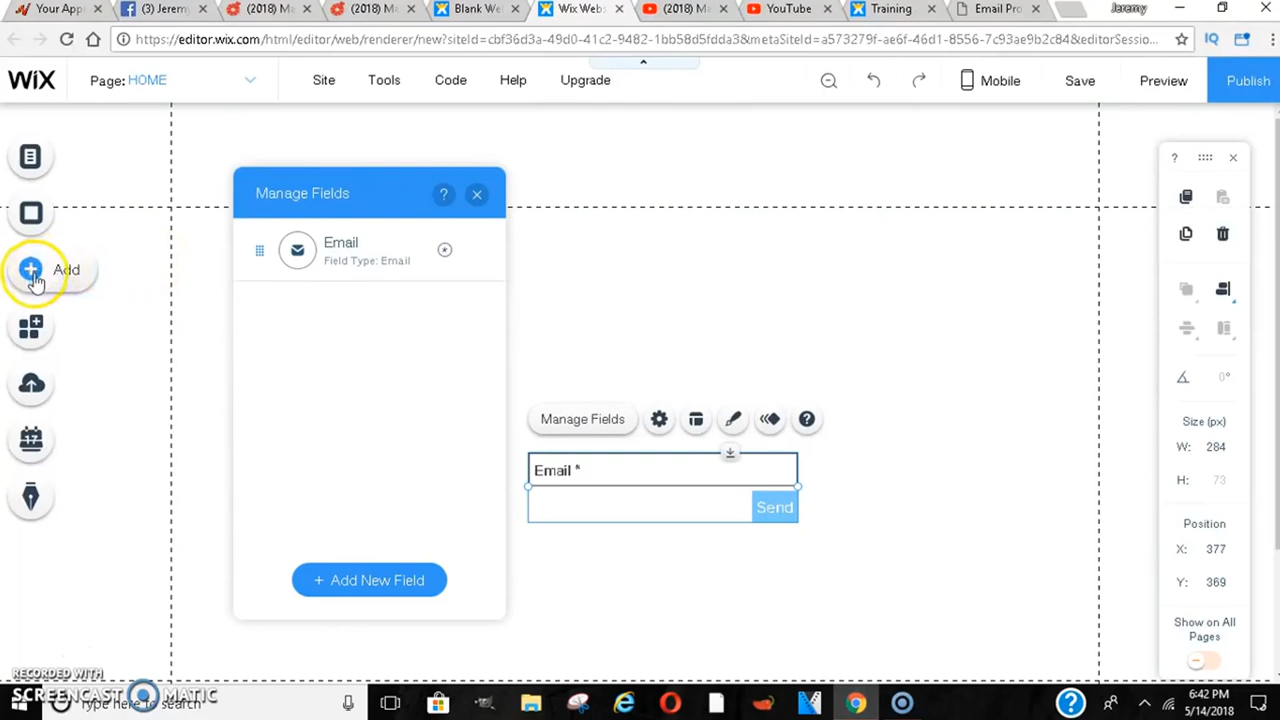 Your App
(3) Jeremy
(2018) M
(2018) M
Blank We
Wix Webs
(2018) M
YouTube
Training
Email Pro
Jeremy
https://editor.wix.com/html/editor/web/renderer/new?siteId=cbf36d3a-49d0-41c2-9482-1bb58d5fdda3&metaSiteId=a573279f-ae6f-46d1-8556-7c93ae9b2c84&editorSessio...
WiX
Page: HOME
Site
Tools
Code
Help
Upgrade
Mobile
Save
Preview
Publish
Manage Fields
?
Email
Field Type: Email
Add
+ Add New Field
Manage Fields
Email *
Send
?
0°
Size (px)
W: 284
H: 73
Position
X: 377
Y: 369
Show on All
Pages
17
RECORDED WITH
SCREENCAST MATIC
Type here to search
6:42 PM
5/14/2018